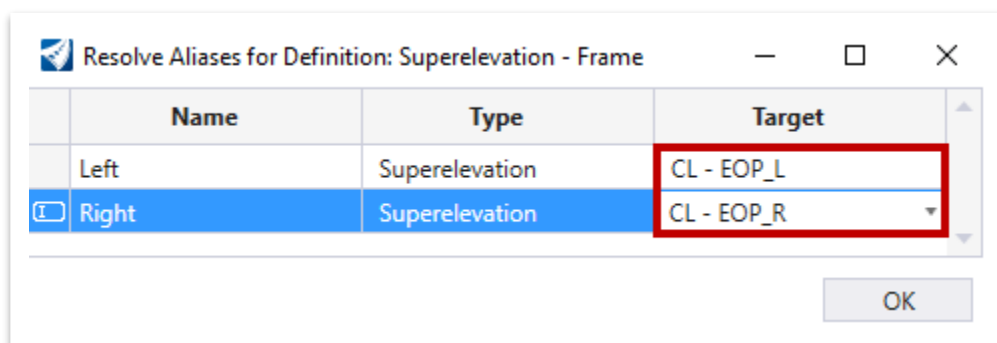 Resolve Aliases for Definition: Superelevation - Frame
Name Type Target
Left Superelevation CL - EOP_L
Right Superelevation CL - EOP_R
OK